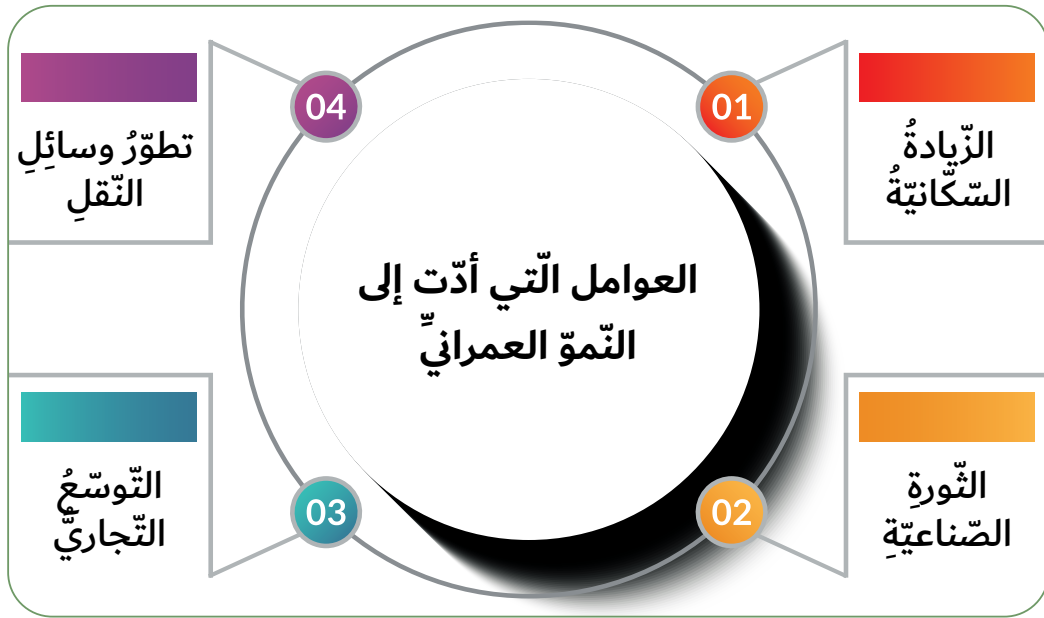 العوامل الّتي أدّت إلى
النّموّ العمرانيِّ
01
الزّيادةُ
السّكّانيّةُ
02
الثّورةِ
الصّناعيّةِ
03
التّوسّعُ
التّجاريُّ
04
تطوّرُ وسائِلِ
النّقلِ